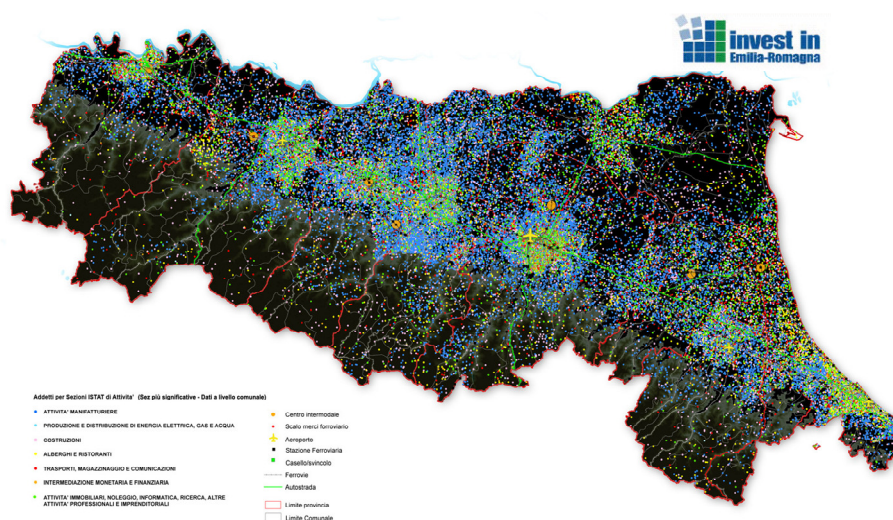 invest in
Emilia-Romagna
Addetti per Sezioni ISTAT di Attivita' (Sez più significative - Dati a livello comunale)
ATTIVITA' MANIFATTURIERE
PRODUZIONE E DISTRIBUZIONE DI ENERGIA ELETTRICA, GAS E ACQUA
COSTRUZIONI
ALBERGHI E RISTORANTI
TRASPORTI, MAGAZZINAGGIO E COMUNICAZIONI
INTERMEDIAZIONE MONETARIA E FINANZIARIA
ATTIVITA' IMMOBILIARI, NOLEGGIO, INFORMATICA, RICERCA, ALTRE
ATTIVITA' PROFESSIONALI E IMPRENDITORIALI
Centro intermodale
Scalo merci ferroviario
Aeroporto
Stazione Ferroviaria
Casello/svincolo
Ferrovie
Autostrada
Limite provincia
Limite Comunale